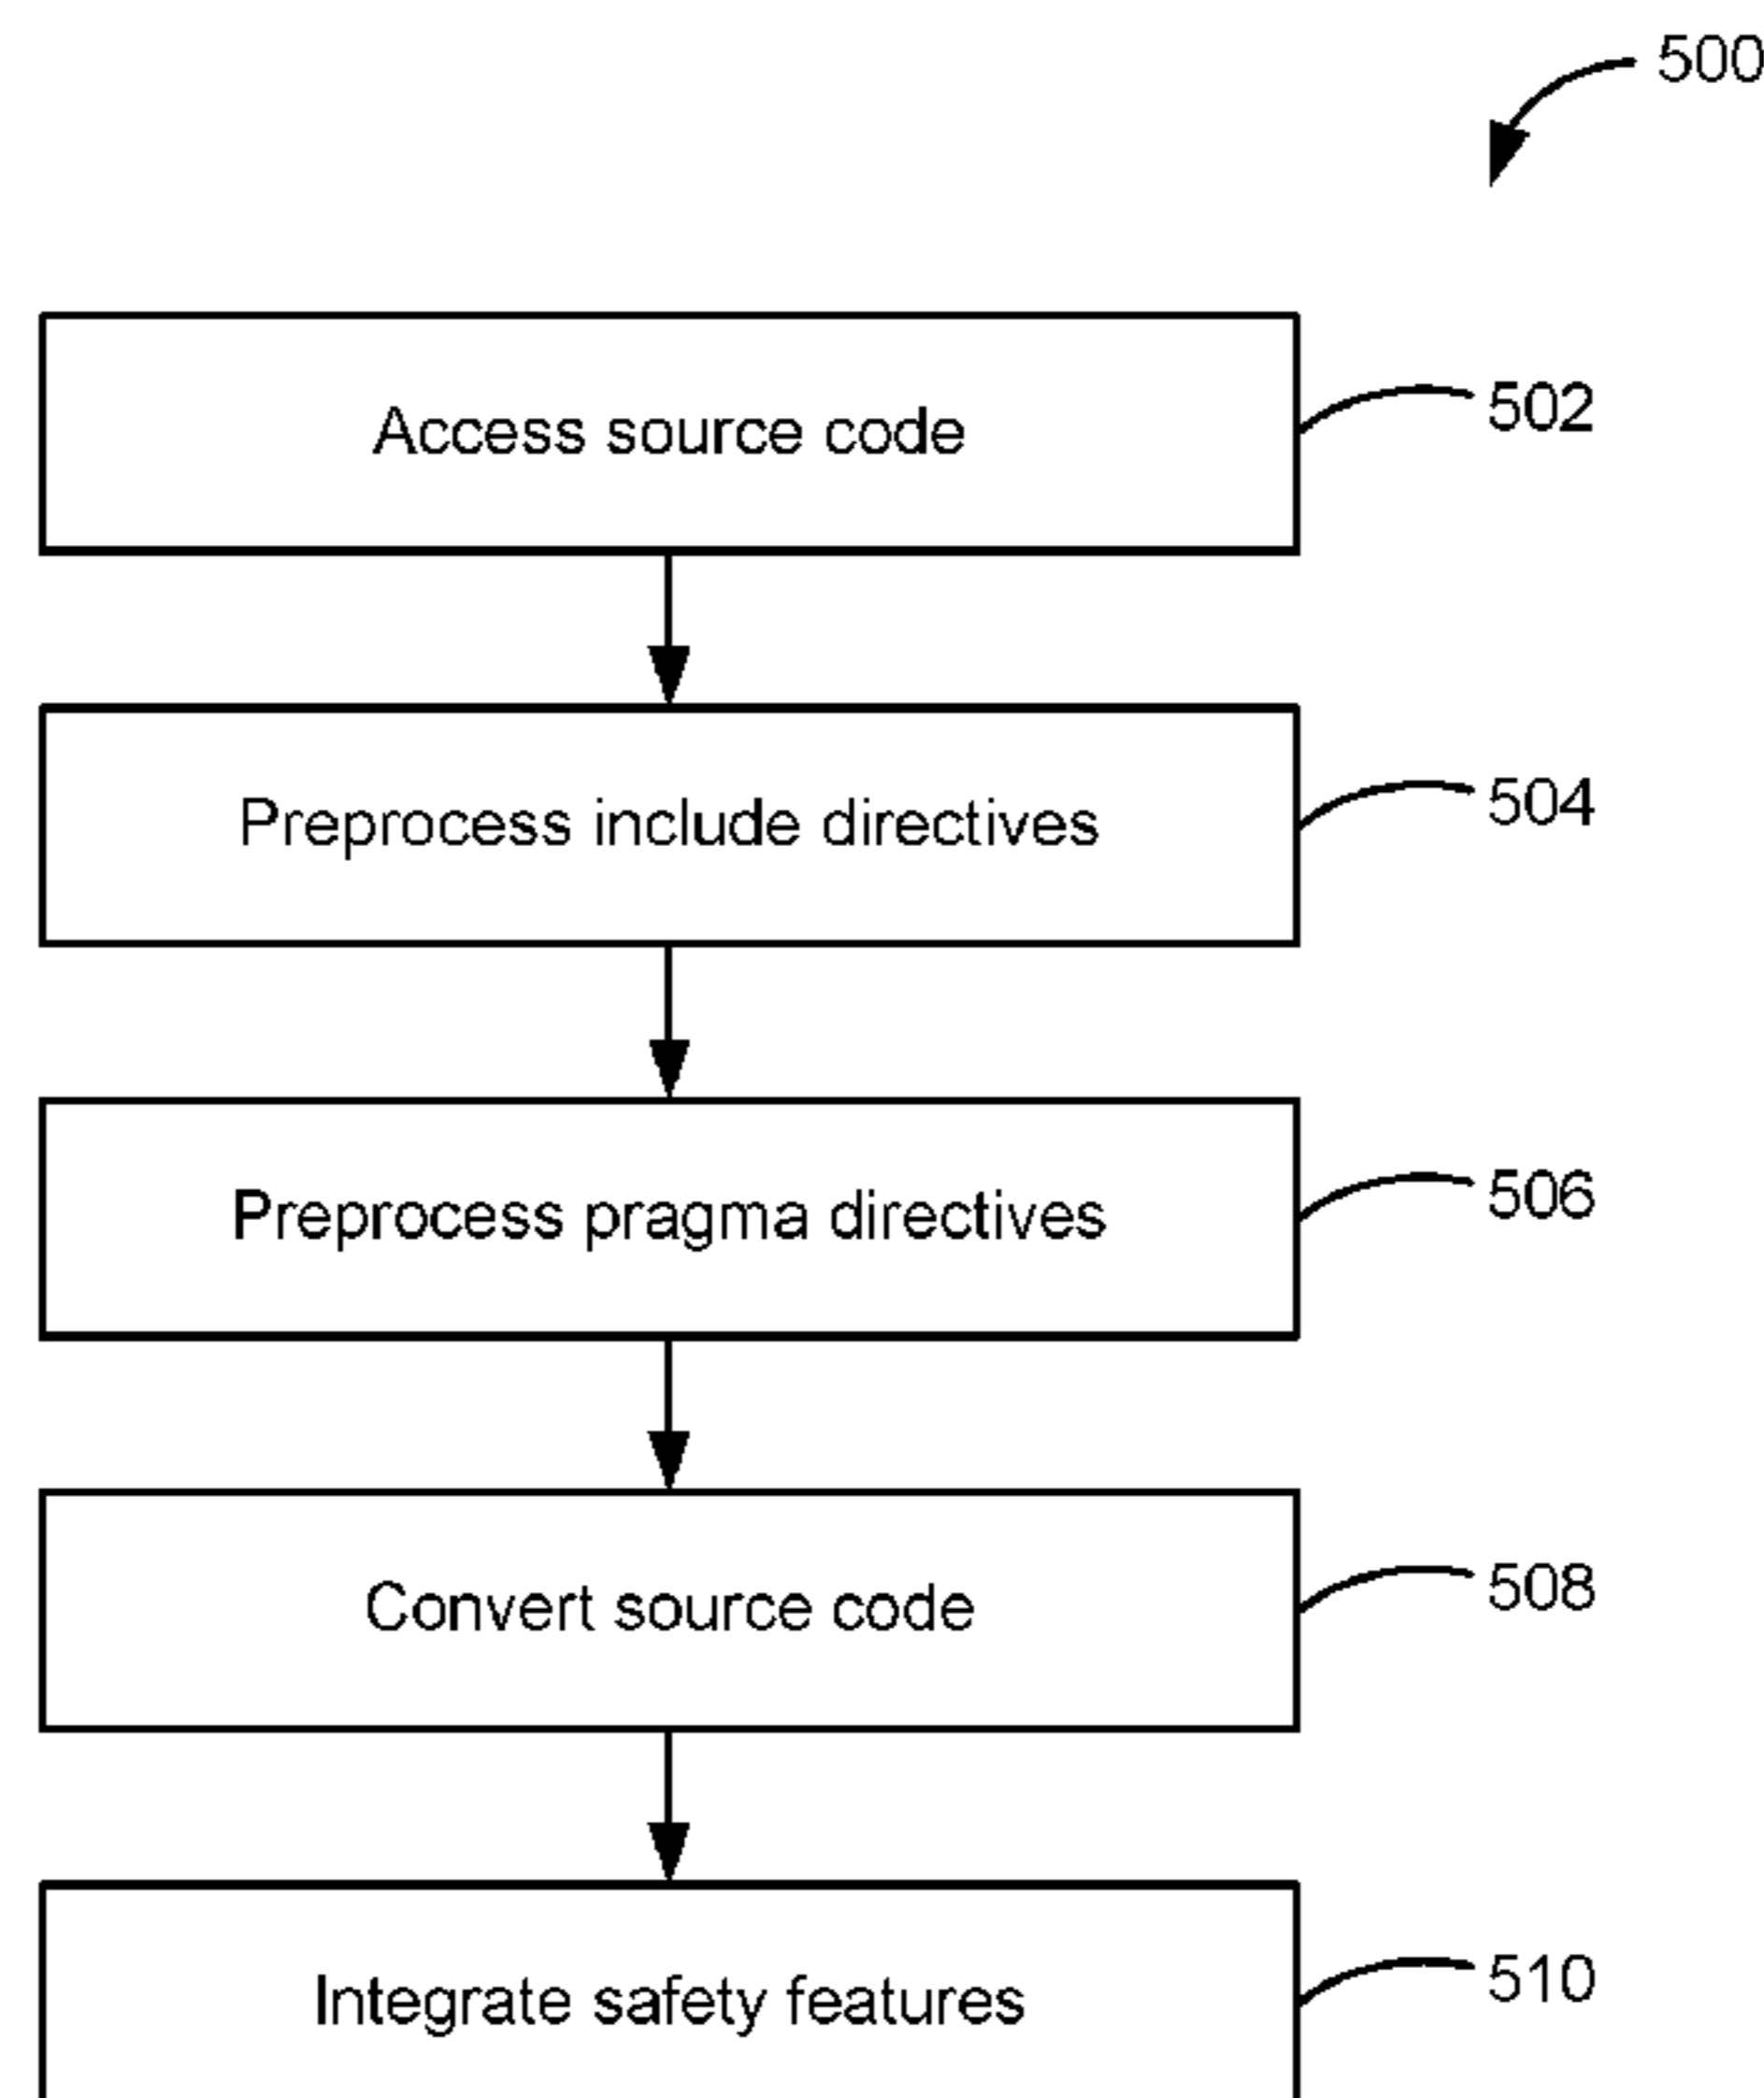 500
Access source code
502
Preprocess include directives
504
Preprocess pragma directives
506
Convert source code
508
Integrate safety features
510